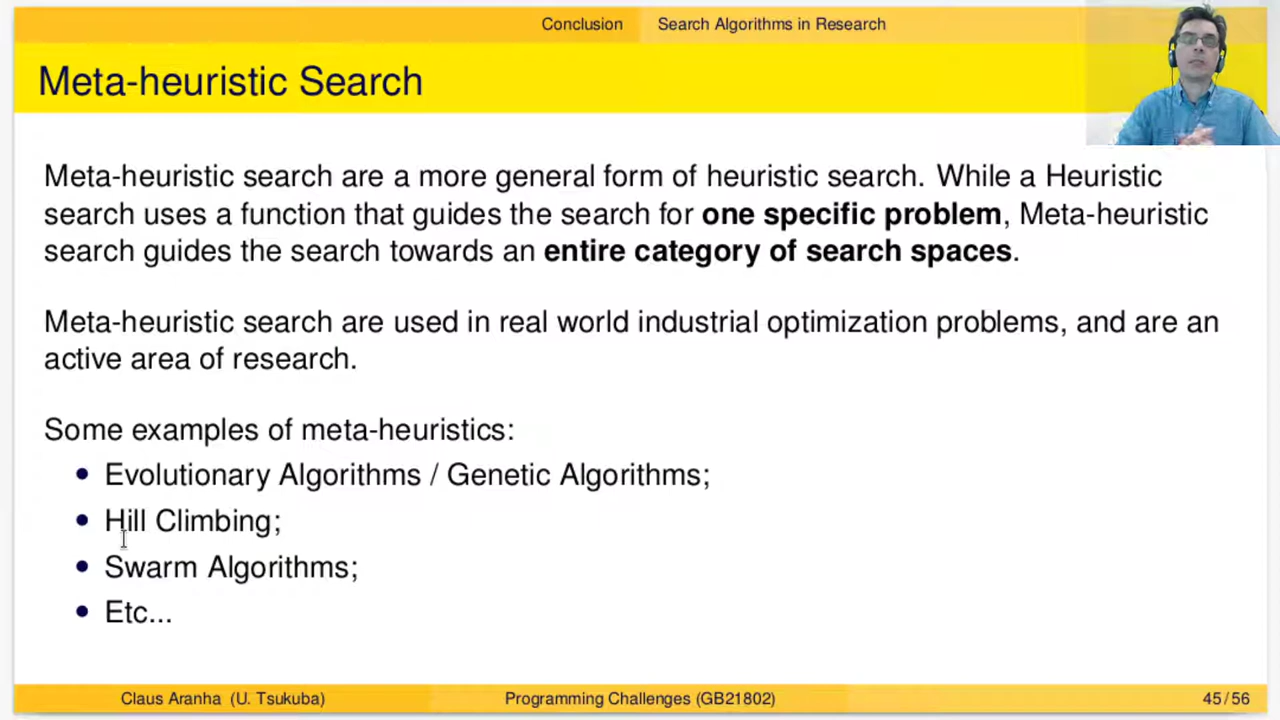 Conclusion Search Algorithms in Research
Meta-heuristic Search
Meta-heuristic search are a more general form of heuristic search. While a Heuristic
search uses a function that guides the search for one specific problem, Meta-heuristic
search guides the search towards an entire category of search spaces.
Meta-heuristic search are used in real world industrial optimization problems, and are an
active area of research.
Some examples of meta-heuristics:
• Evolutionary Algorithms / Genetic Algorithms;
• Hill Climbing;
• Swarm Algorithms;
• Etc...
Claus Aranha (U. Tsukuba) Programming Challenges (GB21802) 45/56